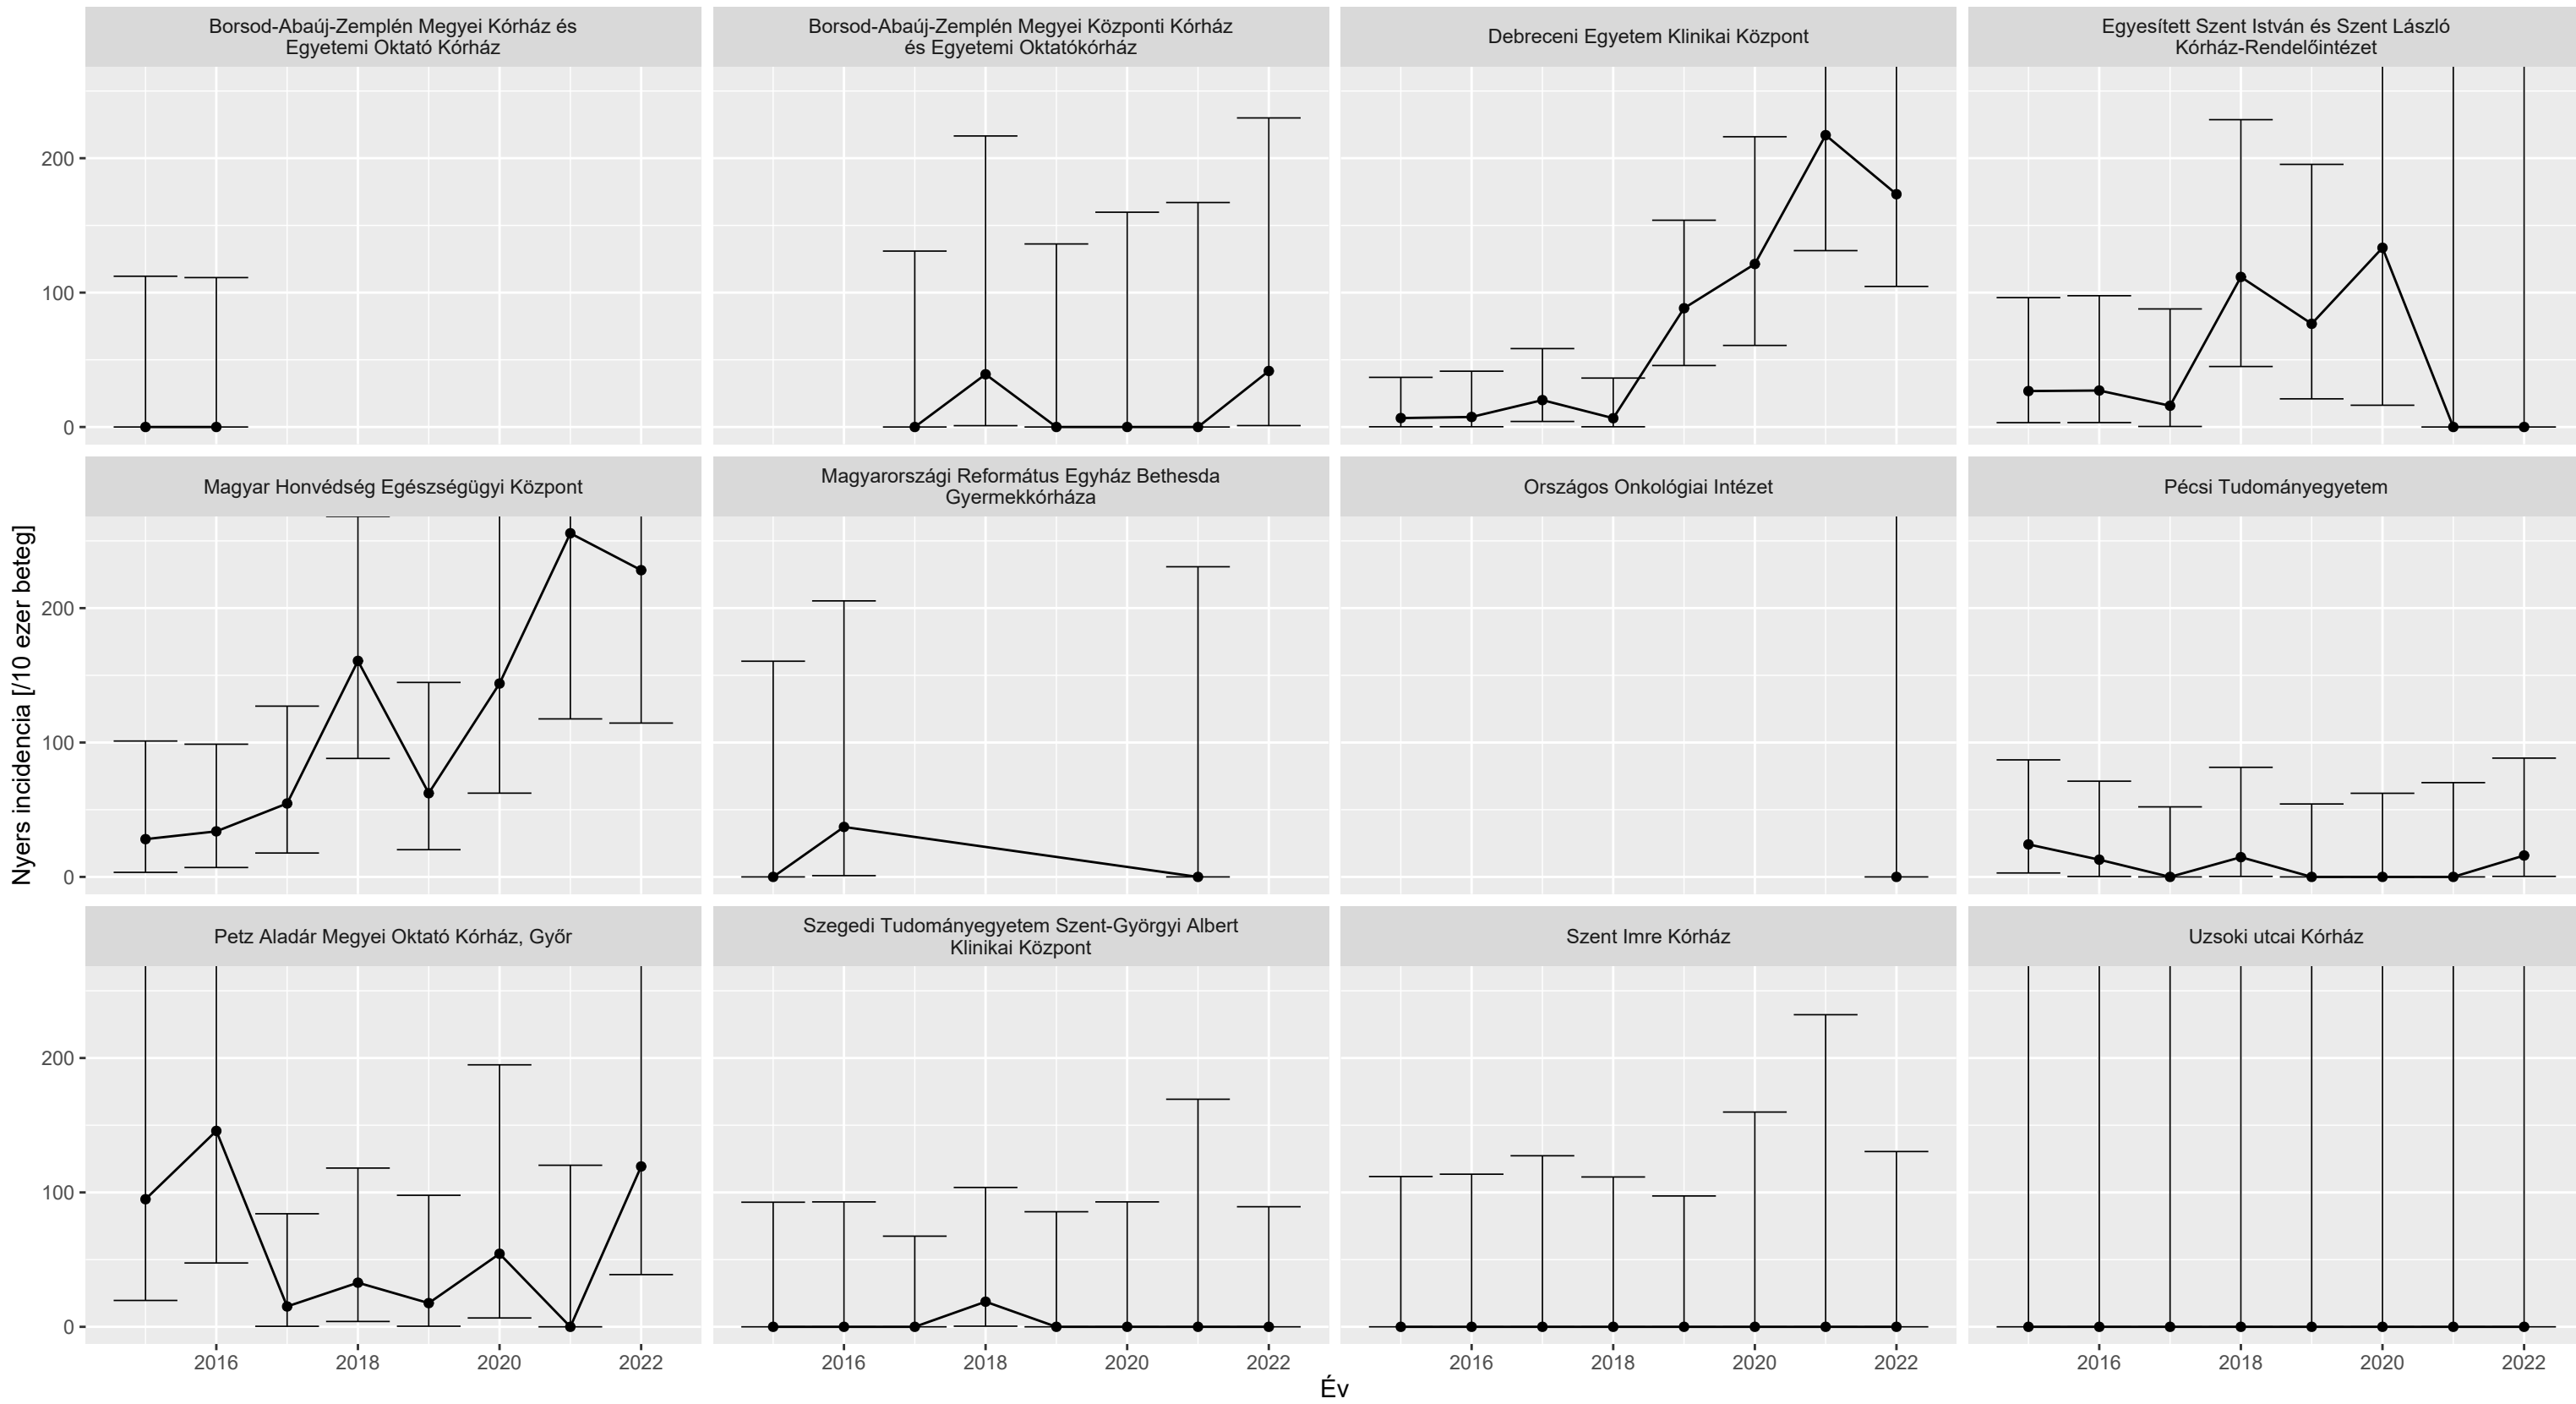 Borsod-Abaúj-Zemplén Megyei Kórház és
Egyetemi Oktató Kórház
Borsod-Abaúj-Zemplén Megyei Központi Kórház
és Egyetemi Oktatókórház
Debreceni Egyetem Klinikai Központ
Egyesített Szent István és Szent László
Kórház-Rendelőintézet
200
100
0
Magyar Honvédség Egészségügyi Központ
Magyarországi Református Egyház Bethesda
Gyermekkórháza
Országos Onkológiai Intézet
Pécsi Tudományegyetem
Nyers incidencia [/10 ezer beteg]
200
100
0
Petz Aladár Megyei Oktató Kórház, Győr
Szegedi Tudományegyetem Szent-Györgyi Albert
Klinikai Központ
Szent Imre Kórház
Uzsoki utcai Kórház
200
100
0
2016 2018 2020 2022
2016 2018 2020 2022
2016 2018 2020 2022
2016 2018 2020 2022
Év